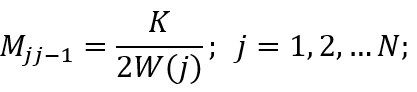 M_{jj−1} = K / 2W(j) ; j = 1, 2, … N;